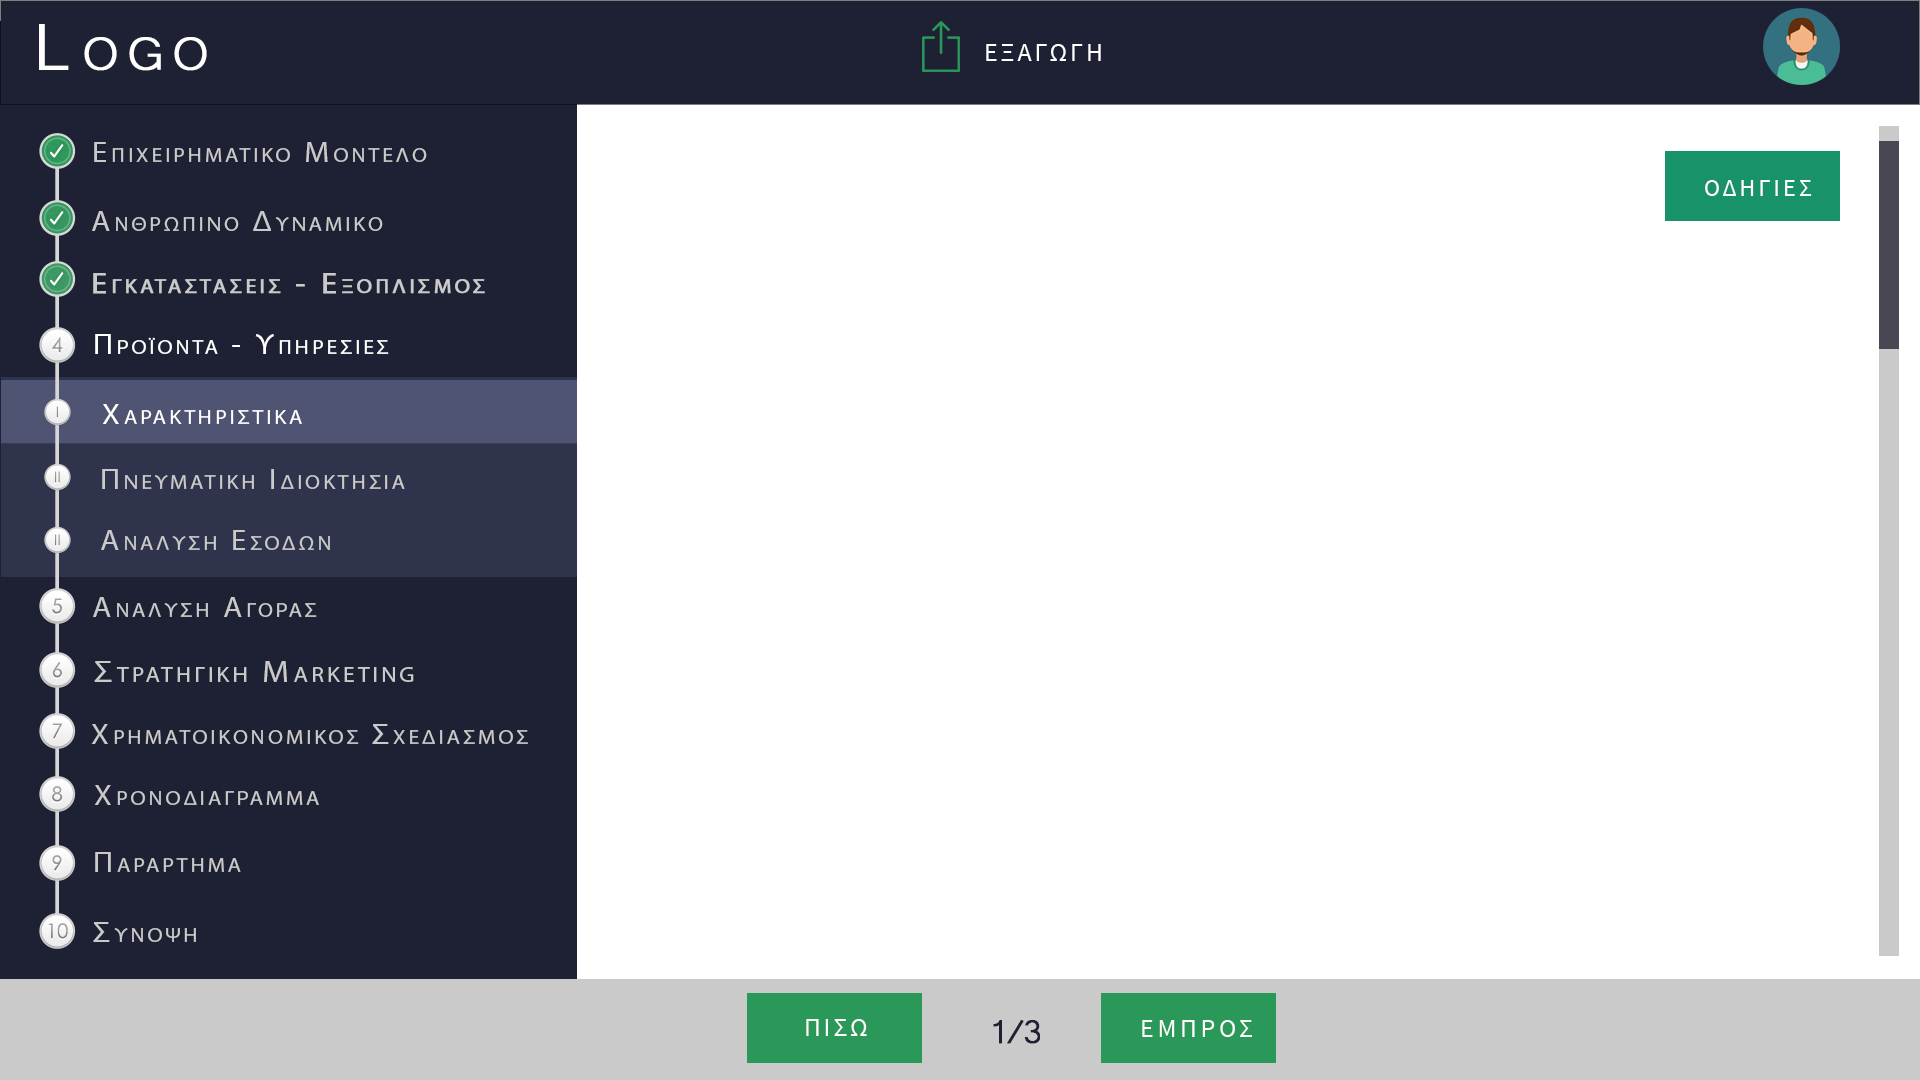 LOGO
ΕΞΑΓΩΓΗ
ΟΔΗΓΙΕΣ
ΕΠΙΧΕΙΡΗΜΑΤΙΚΟ ΜΟΝΤΕΛΟ
ΑΝΘΡΩΠΙΝΟ ΔΥΝΑΜΙΚΟ
ΕΓΚΑΤΑΣΤΑΣΕΙΣ - ΕΞΟΠΛΙΣΜΟΣ
4 ΠΡΟΪΟΝΤΑ - ΥΠΗΡΕΣΙΕΣ
I ΧΑΡΑΚΤΗΡΙΣΤΙΚΑ
II ΠΝΕΥΜΑΤΙΚΗ ΙΔΙΟΚΤΗΣΙΑ
II ΑΝΑΛΥΣΗ ΕΣΟΔΩΝ
5 ΑΝΑΛΥΣΗ ΑΓΟΡΑΣ
6 ΣΤΡΑΤΗΓΙΚΗ MARKETING
7 ΧΡΗΜΑΤΟΙΚΟΝΟΜΙΚΟΣ ΣΧΕΔΙΑΣΜΟΣ
8 ΧΡΟΝΟΔΙΑΓΡΑΜΜΑ
9 ΠΑΡΑΡΤΗΜΑ
10 ΣΥΝΟΨΗ
ΠΙΣΩ
1/3
ΕΜΠΡΟΣ